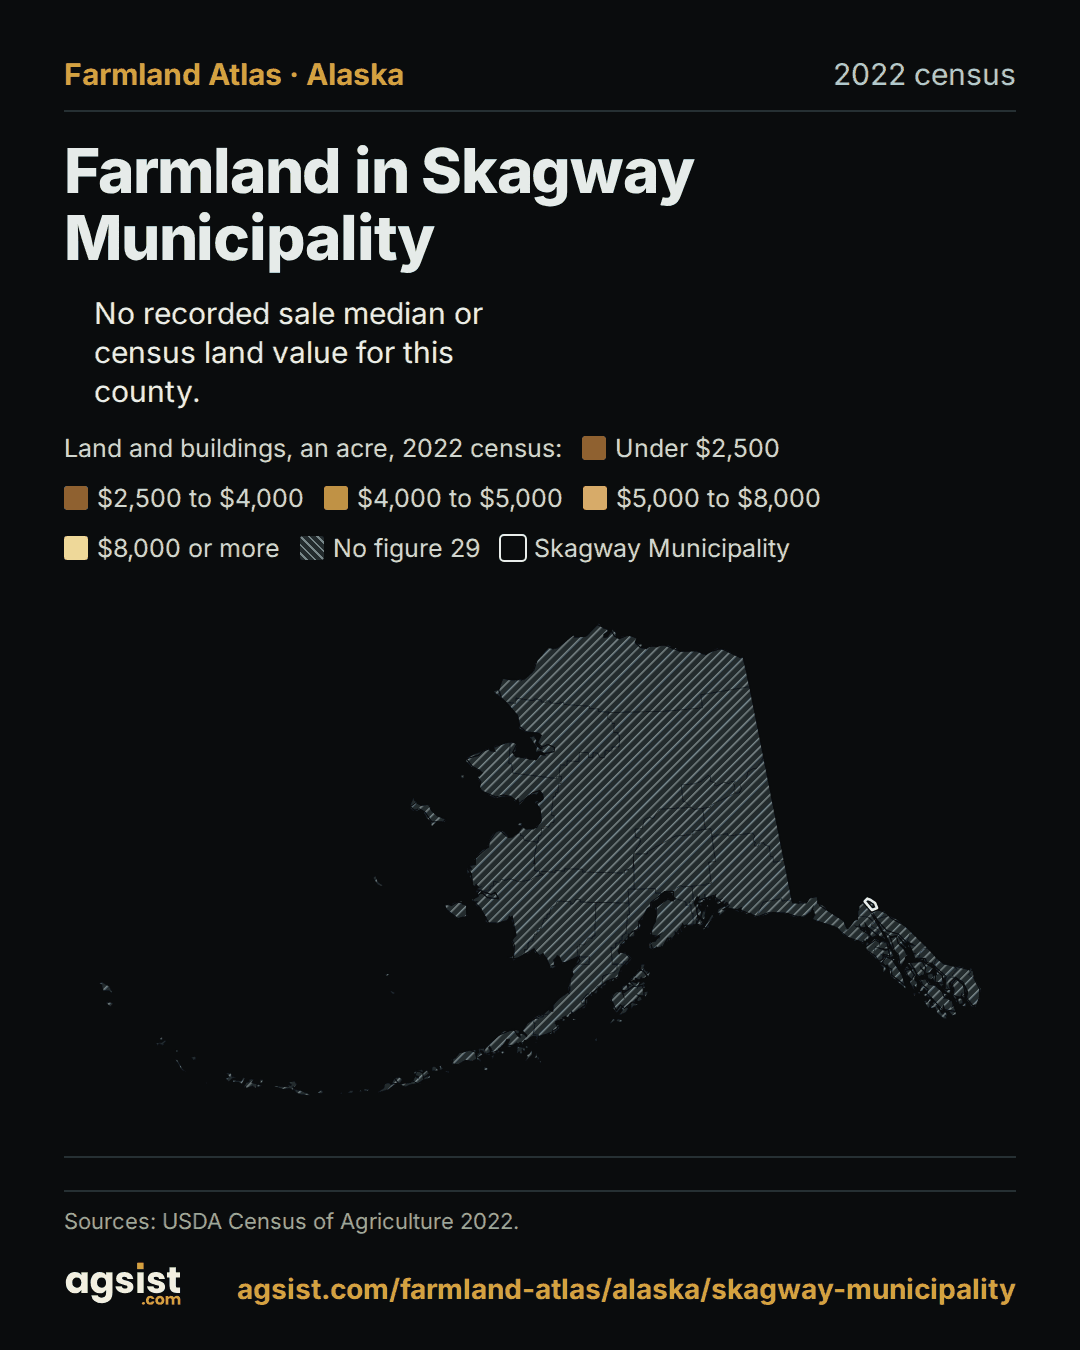 Farmland Atlas · Alaska
2022 census
Farmland in Skagway
Municipality
No recorded sale median or
census land value for this
county.
Land and buildings, an acre, 2022 census: Under $2,500
$2,500 to $4,000 $4,000 to $5,000 $5,000 to $8,000
$8,000 or more No figure 29 Skagway Municipality
Sources: USDA Census of Agriculture 2022.
agsist
.com
agsist.com/farmland-atlas/alaska/skagway-municipality